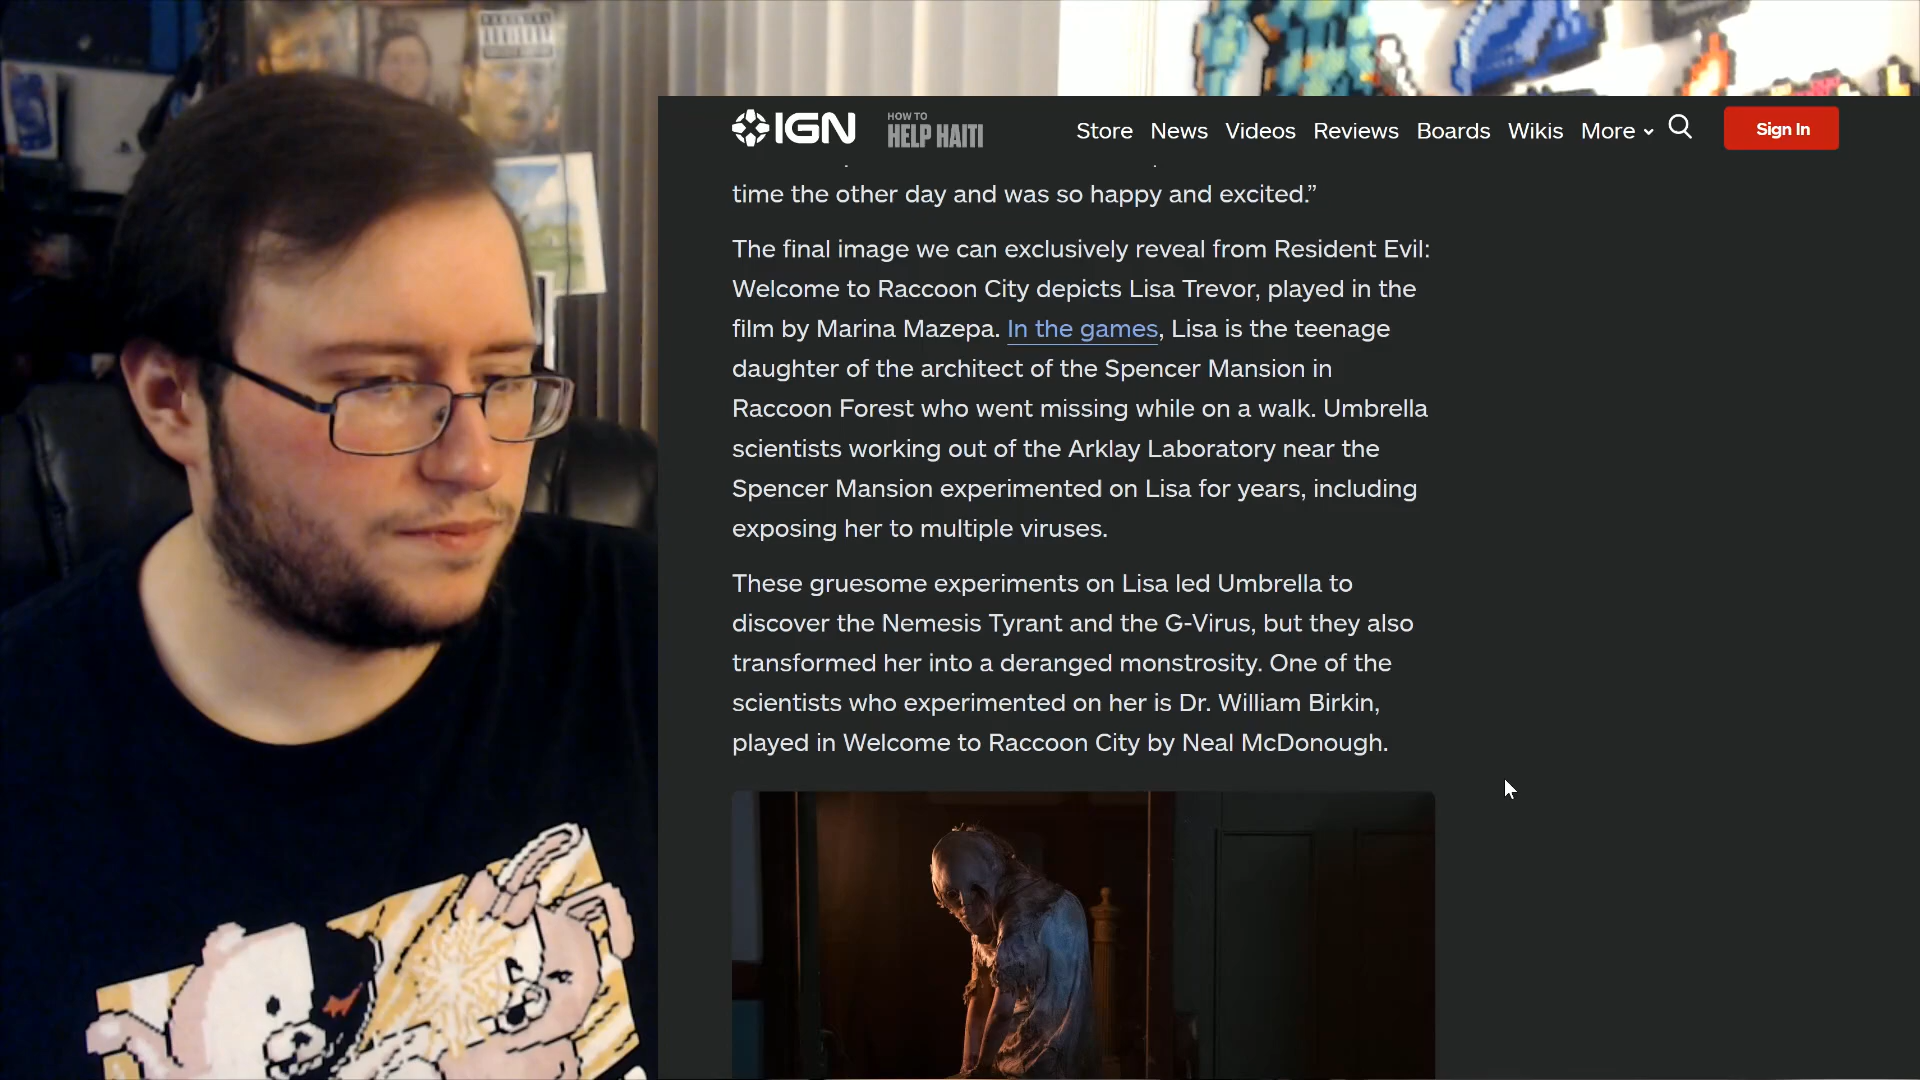 IGN
HOW TO
HELP HAITI
Store News Videos Reviews Boards Wikis More
Sign In
time the other day and was so happy and excited.”
The final image we can exclusively reveal from Resident Evil:
Welcome to Raccoon City depicts Lisa Trevor, played in the
film by Marina Mazepa. In the games, Lisa is the teenage
daughter of the architect of the Spencer Mansion in
Raccoon Forest who went missing while on a walk. Umbrella
scientists working out of the Arklay Laboratory near the
Spencer Mansion experimented on Lisa for years, including
exposing her to multiple viruses.
These gruesome experiments on Lisa led Umbrella to
discover the Nemesis Tyrant and the G-Virus, but they also
transformed her into a deranged monstrosity. One of the
scientists who experimented on her is Dr. William Birkin,
played in Welcome to Raccoon City by Neal McDonough.